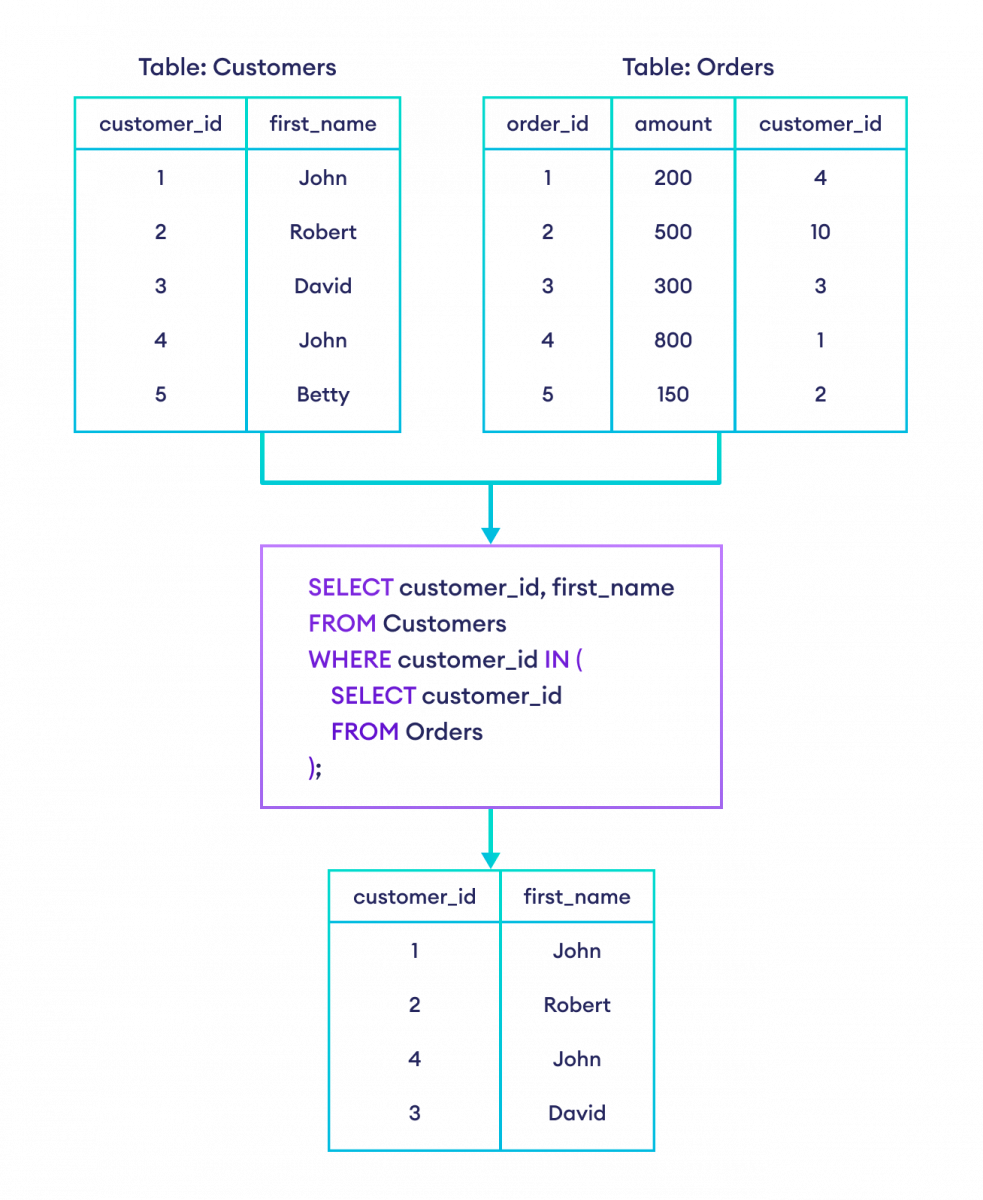 Table: Customers
customer_id first_name
1 John
2 Robert
3 David
4 John
5 Betty
Table: Orders
order_id amount customer_id
1 200 4
2 500 10
3 300 3
4 800 1
5 150 2
SELECT customer_id, first_name
FROM Customers
WHERE customer_id IN (
SELECT customer_id
FROM Orders
);
customer_id first_name
1 John
2 Robert
4 John
3 David